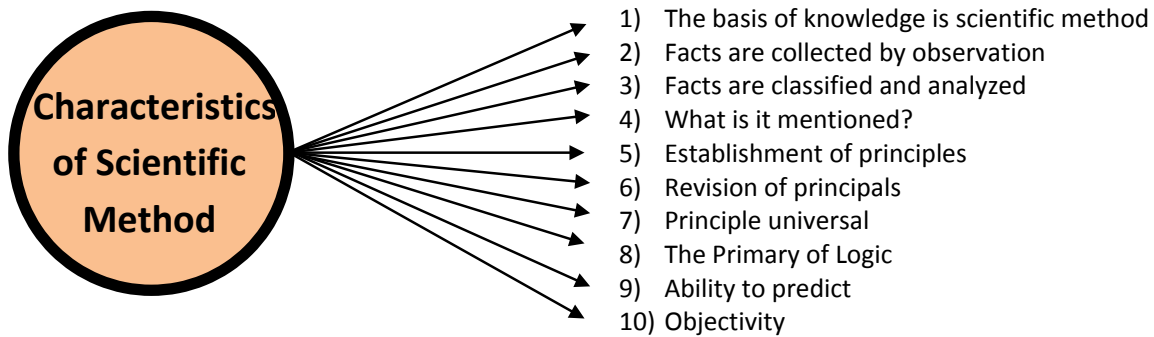 Characteristics
of Scientific
Method
1) The basis of knowledge is scientific method
2) Facts are collected by observation
3) Facts are classified and analyzed
4) What is it mentioned?
5) Establishment of principles
6) Revision of principals
7) Principle universal
8) The Primary of Logic
9) Ability to predict
10) Objectivity